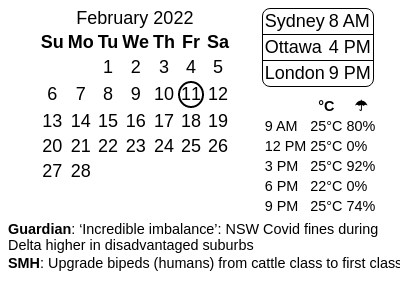 February 2022
Su Mo Tu We Th Fr Sa
1 2 3 4 5
6 7 8 9 10 11 12
13 14 15 16 17 18 19
20 21 22 23 24 25 26
27 28
Sydney 8 AM
Ottawa 4 PM
London 9 PM
°C ☂
9 AM 25°C 80%
12 PM 25°C 0%
3 PM 25°C 92%
6 PM 22°C 0%
9 PM 25°C 74%
Guardian: ‘Incredible imbalance’: NSW Covid fines during
Delta higher in disadvantaged suburbs
SMH: Upgrade bipeds (humans) from cattle class to first class